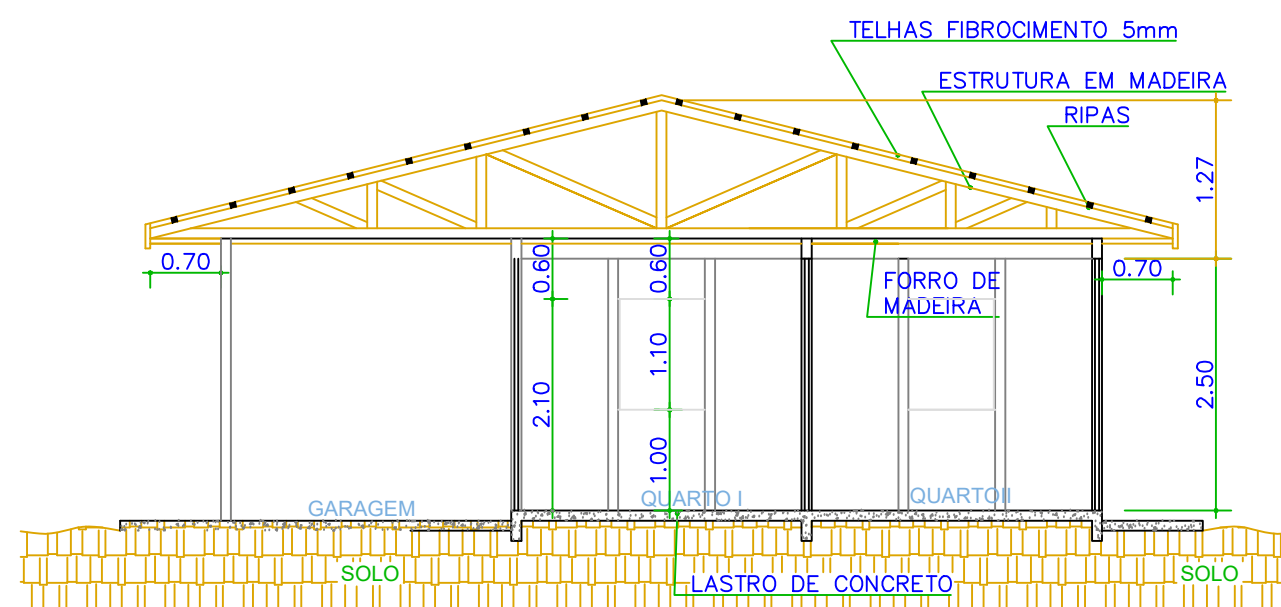 TELHAS FIBROCIMENTO 5mm
ESTRUTURA EM MADEIRA
RIPAS
1.27
0.70
0.60
0.60
0.70
FORRO DE
MADEIRA
1.10
2.10
2.50
1.00
GARAGEM
QUARTO I
QUARTOII
SOLO
LASTRO DE CONCRETO
SOLO